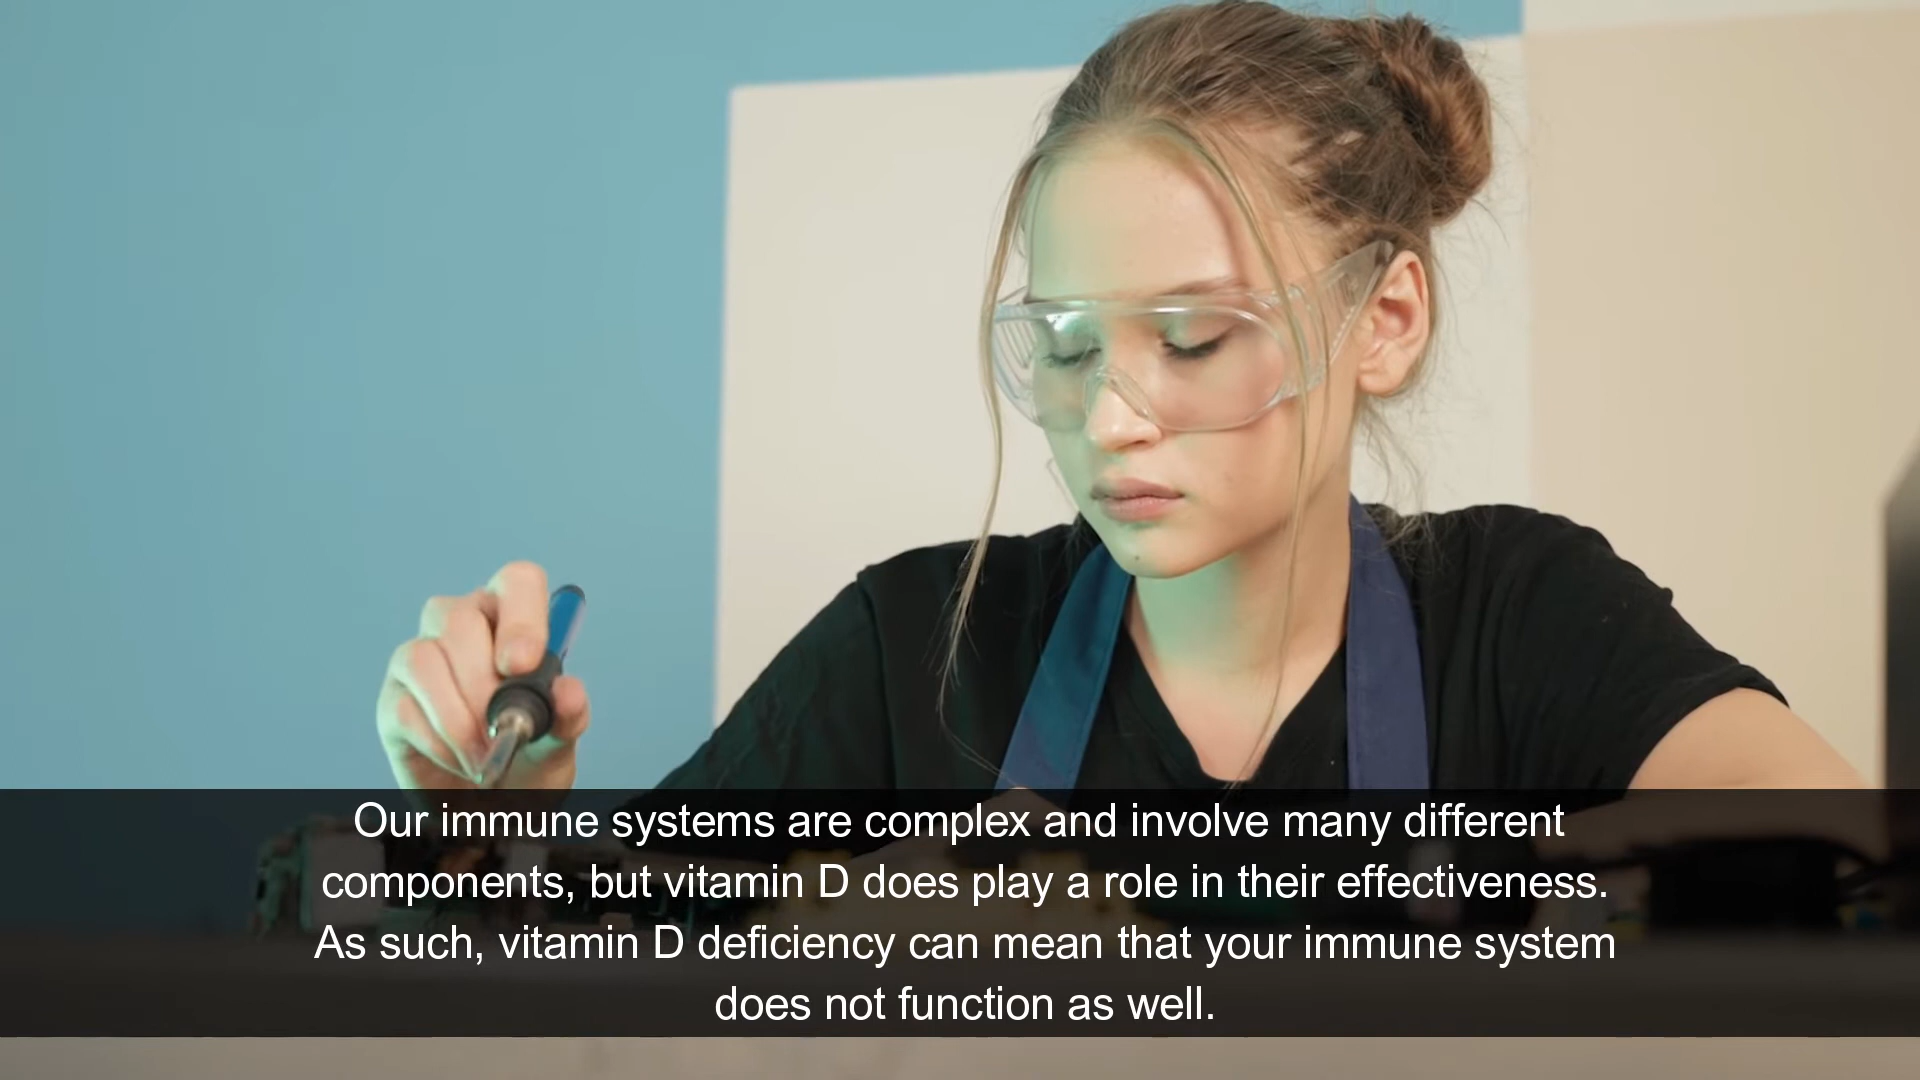 Our immune systems are complex and involve many different
components, but vitamin D does play a role in their effectiveness.
As such, vitamin D deficiency can mean that your immune system
does not function as well.